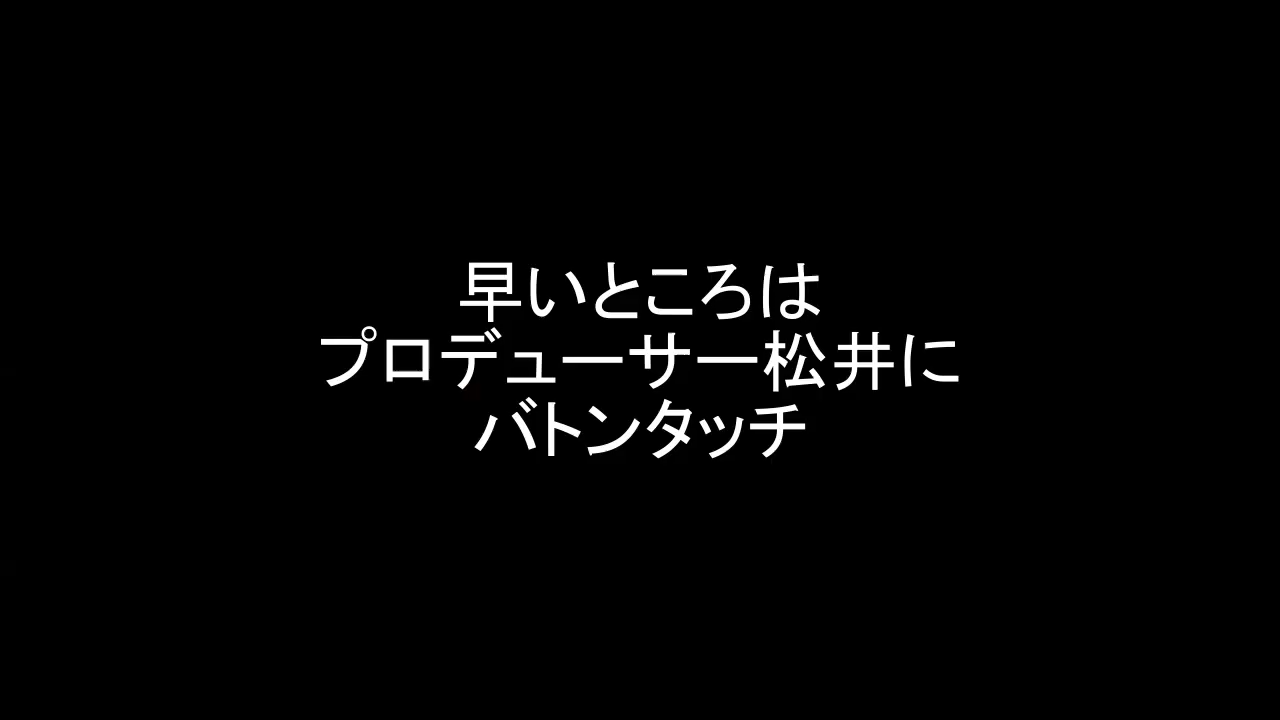 早いところは
プロデューサー松井に
バトンタッチ